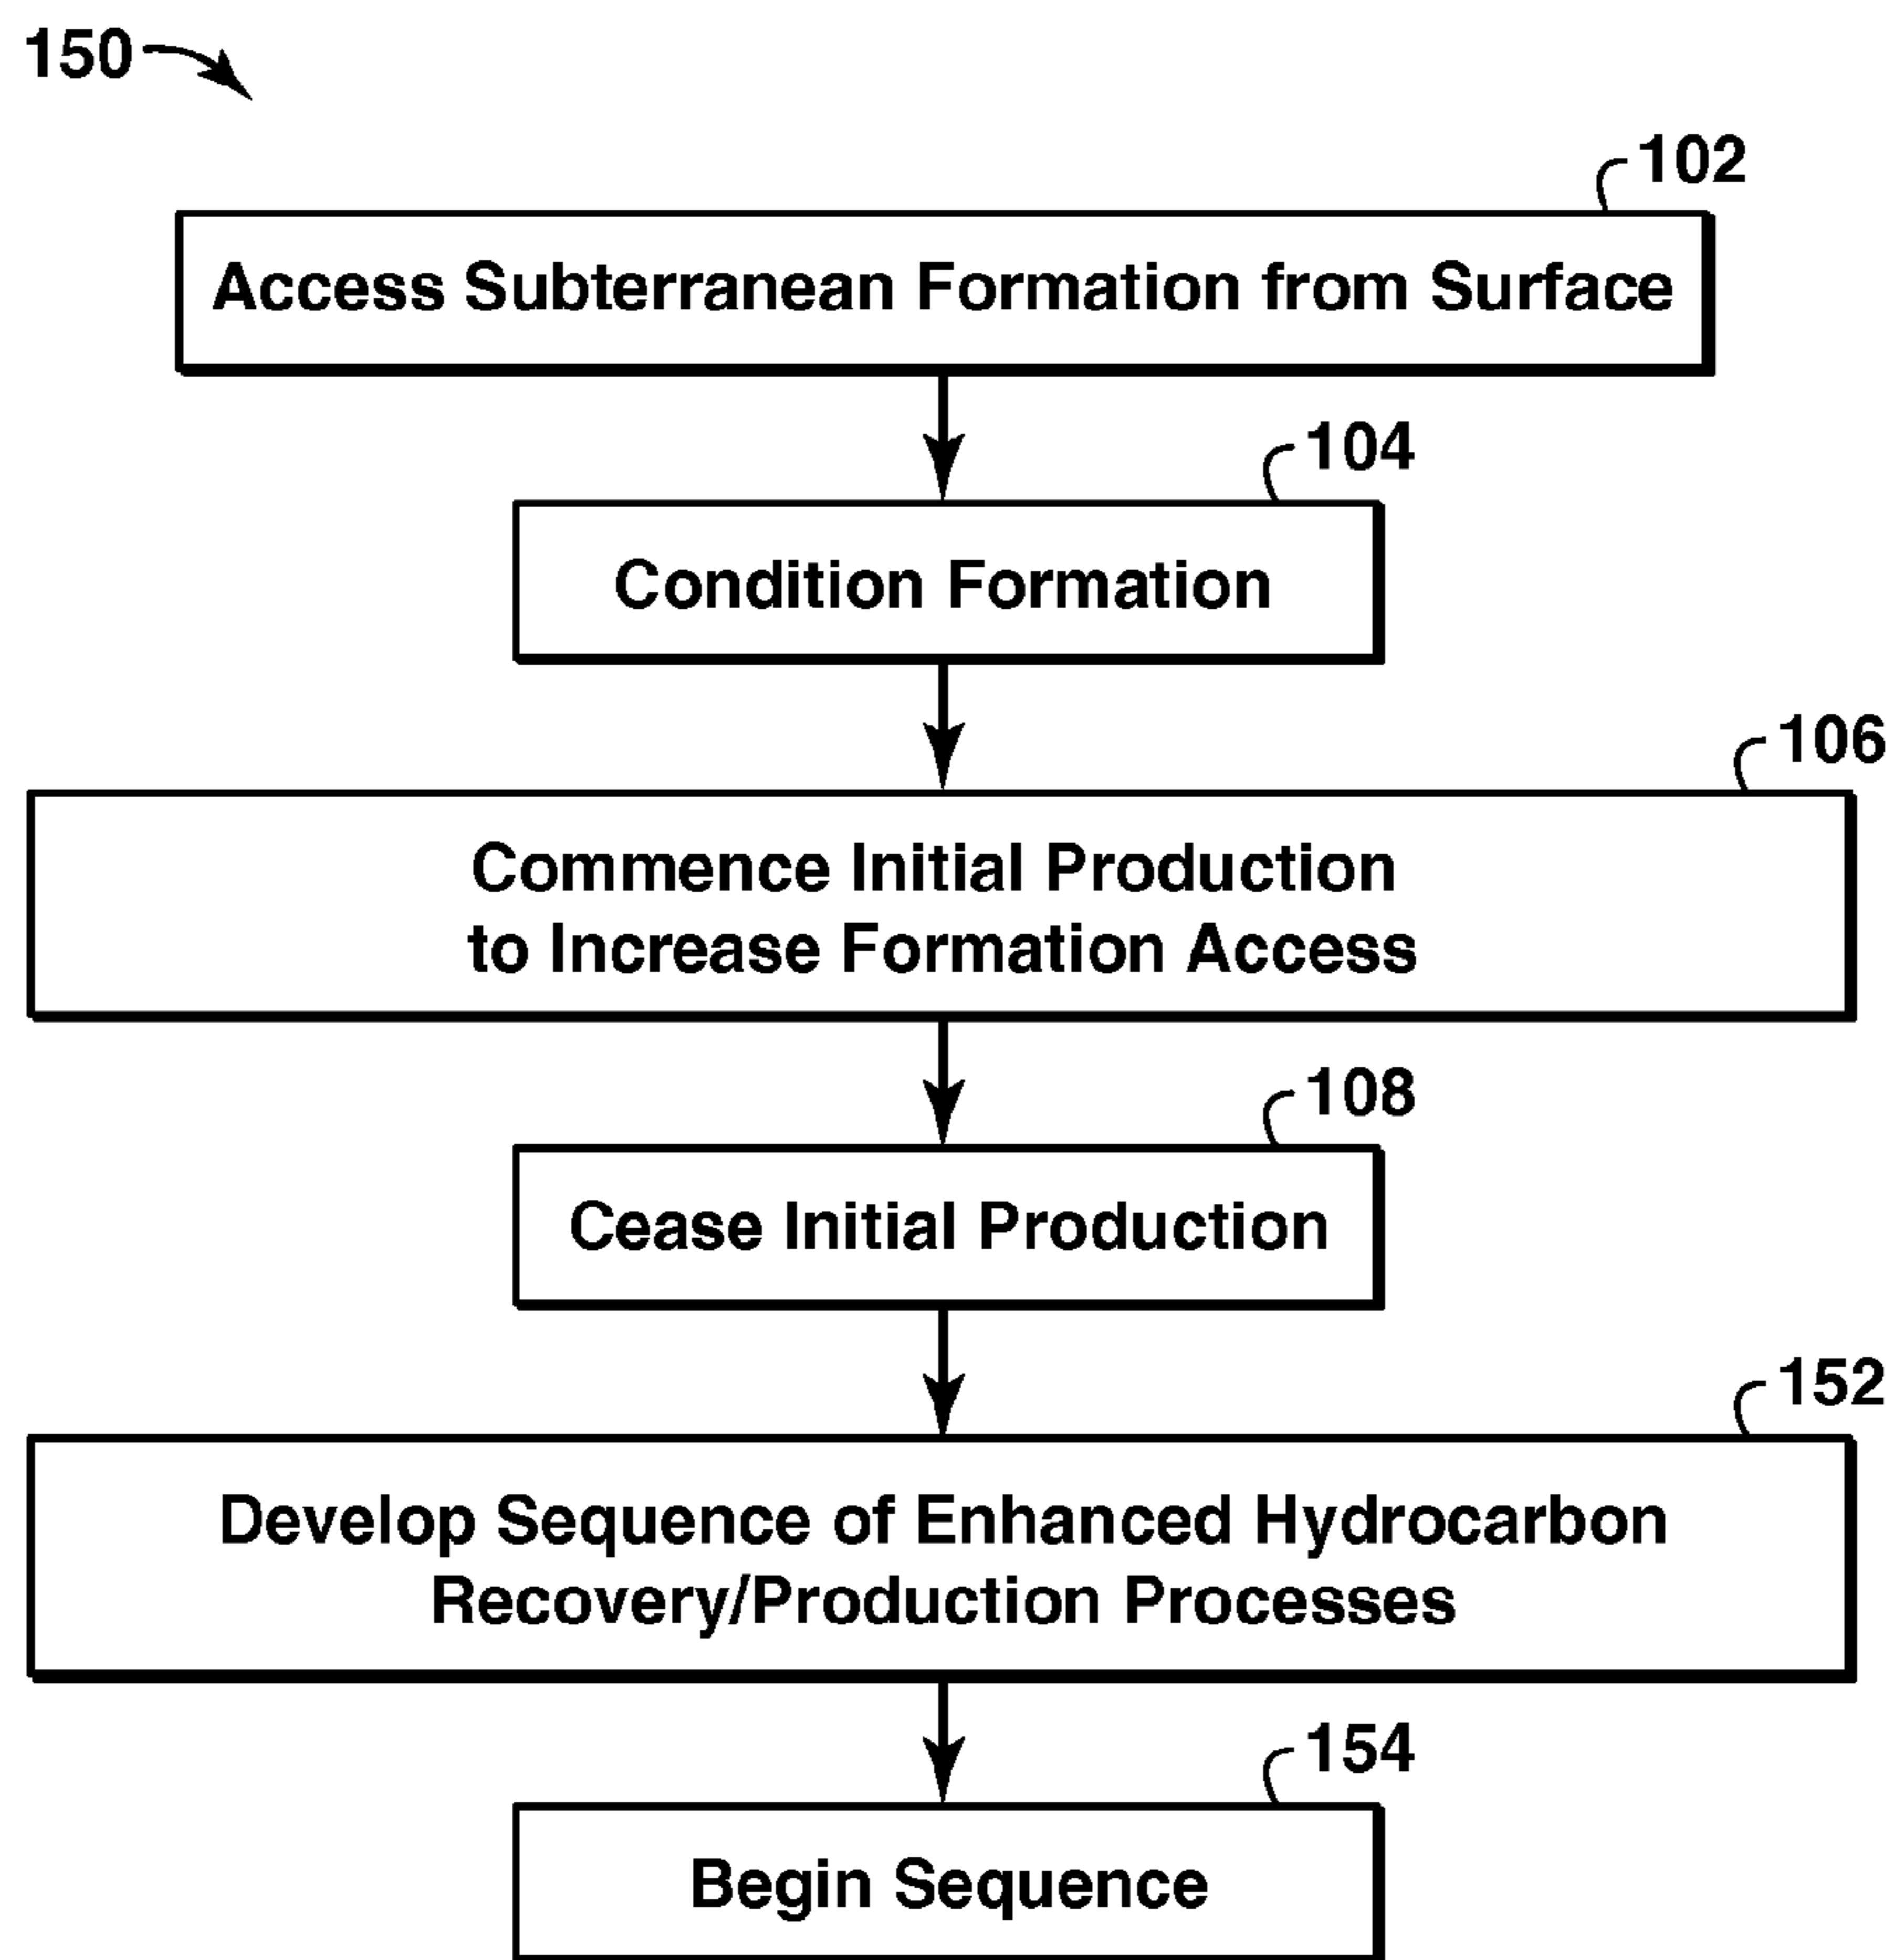 150
102
Access Subterranean Formation from Surface
104
Condition Formation
106
Commence Initial Production
to Increase Formation Access
108
Cease Initial Production
152
Develop Sequence of Enhanced Hydrocarbon
Recovery/Production Processes
154
Begin Sequence